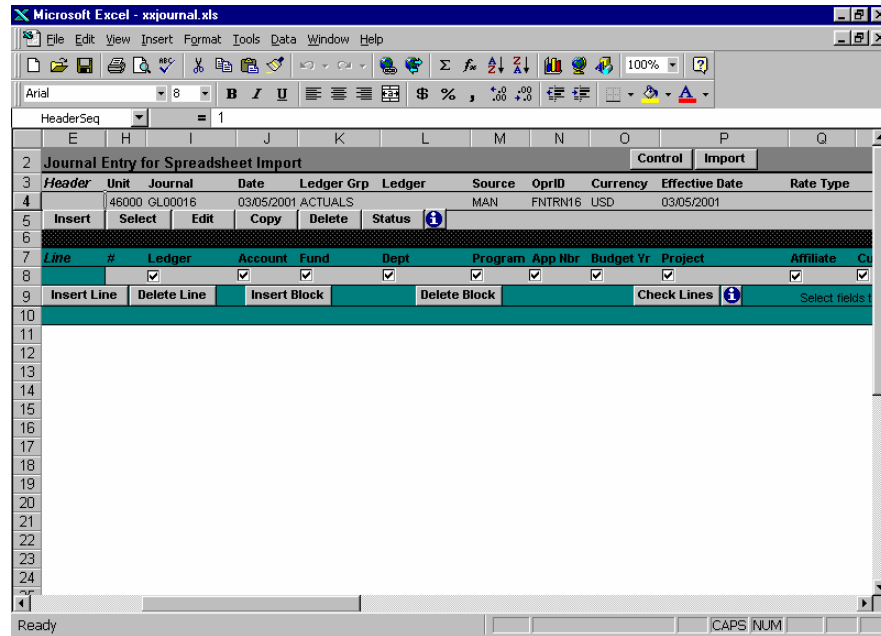 Microsoft Excel - xxjournal.xls
File Edit View Insert Format Tools Data Window Help
100%
Arial 8 B I U $ % ,
HeaderSeq = 1
E H I J K L M N O P Q
2 Journal Entry for Spreadsheet Import Control Import
3 Header Unit Journal Date Ledger Grp Ledger Source OprID Currency Effective Date Rate Type
4 46000 GL00016 03/05/2001 ACTUALS MAN FNTRN16 USD 03/05/2001
5 Insert Select Edit Copy Delete Status
6
7 Line # Ledger Account Fund Dept Program App Nbr Budget Yr Project Affiliate Cu
8
9 Insert Line Delete Line Insert Block Delete Block Check Lines Select fields t
10
11
12
13
14
15
16
17
18
19
20
21
22
23
24
Ready CAPS NUM